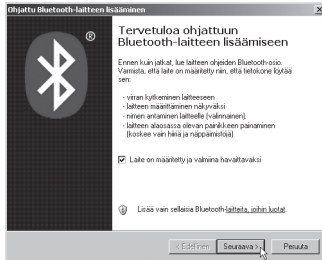 Ohjattu Bluetooth-laitteen lisääminen
®
Tervetuloa ohjattuun
Bluetooth-laitteen lisäämiseen
Ennen kuin jatkat, lue laitteen ohjeiden Bluetooth-osio.
Varmista, että laite on määritetty niin, että tietokone löytää
sen:
- virran kytkeminen laitteeseen
- laitteen määrittäminen näkyväksi
- nimen antaminen laitteelle (valinnainen).
- laitteen alaosassa olevan painikkeen painaminen
(koskee vain hiiriä ja näppäimistöjä)
Laite on määritetty ja valmiina havaittavaksi
Lisää vain sellaisia Bluetooth-laitteita, joihin luotat.
< Edellinen Seuraava > Peruuta